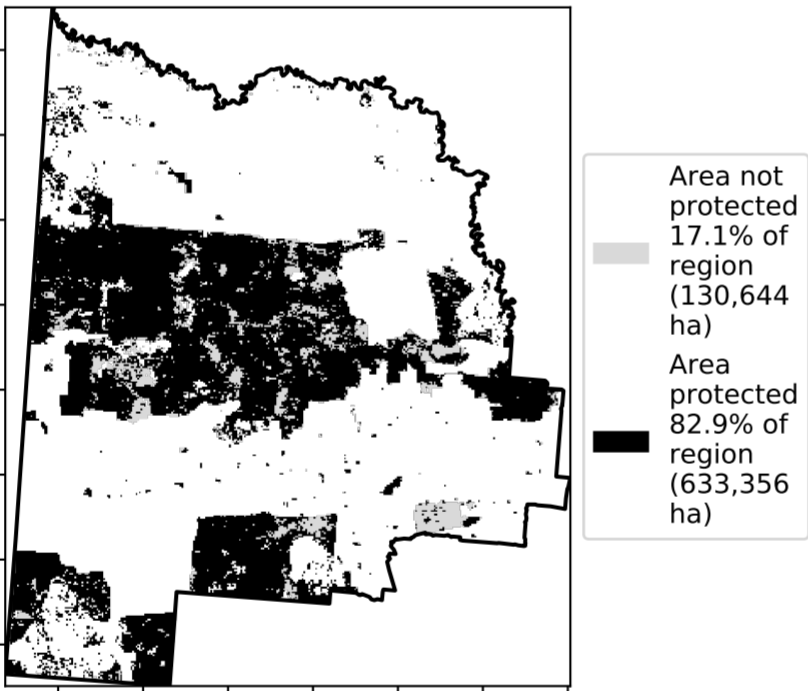 Area not
protected
17.1% of
region
(130,644
ha)
Area
protected
82.9% of
region
(633,356
ha)